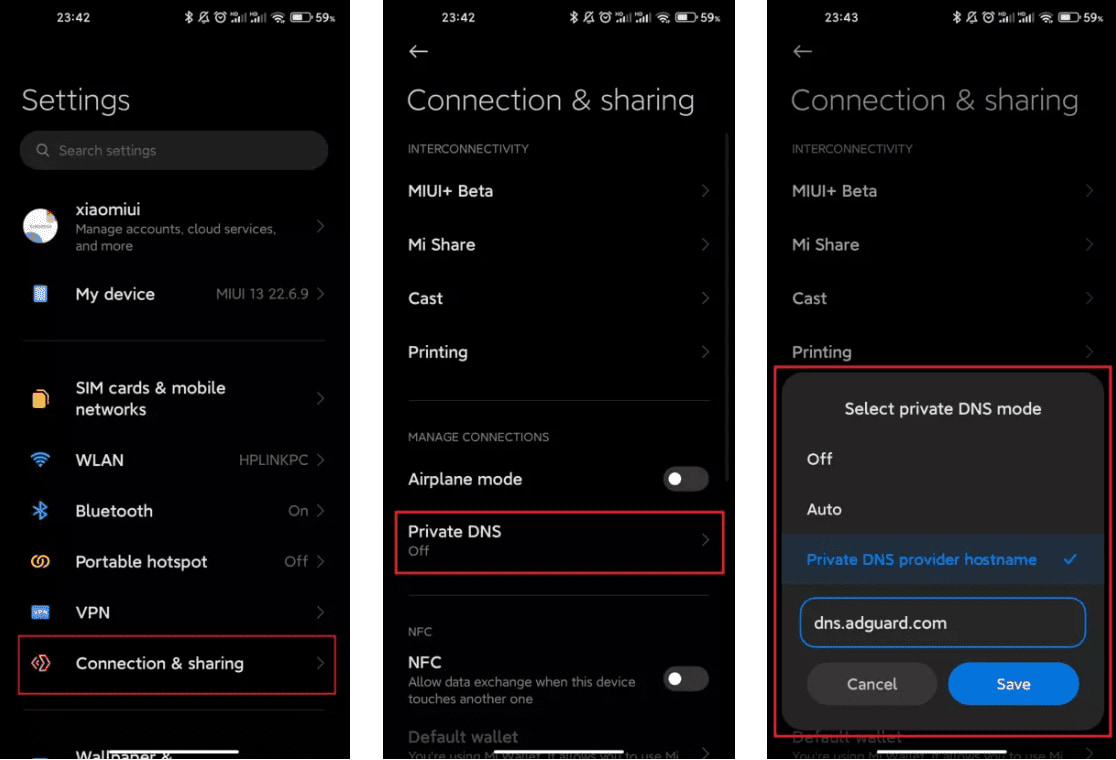 23:42
59%
Settings
Search settings
xiaomiui
Manage accounts, cloud services,
and more
My device
MIUI 13 22.6.9
SIM cards & mobile
networks
WLAN
HPLINKPC
Bluetooth
On
Portable hotspot
Off
VPN
Connection & sharing
Wallpaper &
23:42
59%
Connection & sharing
INTERCONNECTIVITY
MIUI+ Beta
Mi Share
Cast
Printing
MANAGE CONNECTIONS
Airplane mode
Private DNS
Off
NFC
NFC
Allow data exchange when this device
touches another one
Default wallet
You're using Mi Wallet. It allows you to use Mi
23:43
59%
Connection & sharing
INTERCONNECTIVITY
MIUI+ Beta
Mi Share
Cast
Printing
Select private DNS mode
Off
Auto
Private DNS provider hostname
dns.adguard.com
Cancel
Save
Default wallet
You're using Mi Wallet. It allows you to use Mi